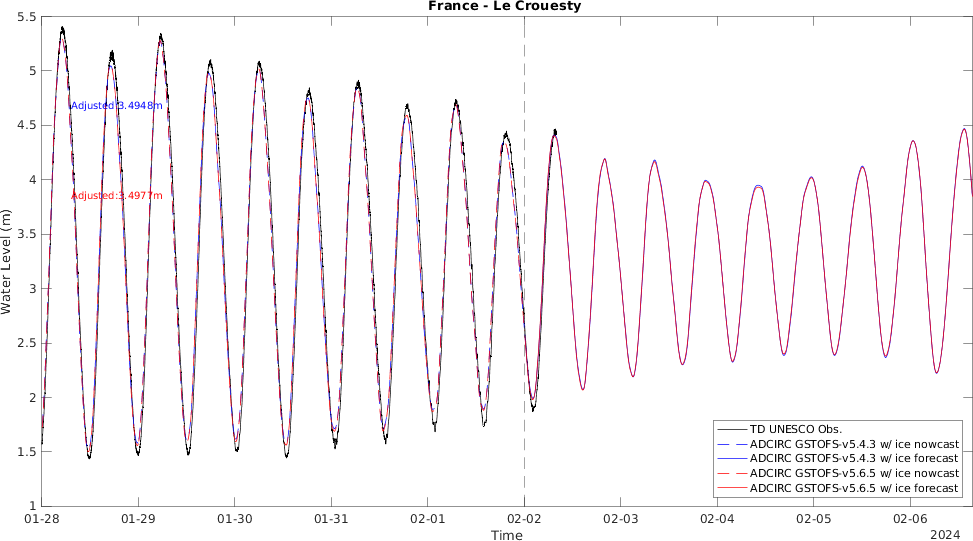 France - Le Crouesty
5.5
5
4.5
4
3.5
3
2.5
2
1.5
1
Water Level (m)
Adjusted:3.4948m
Adjusted:3.4977m
TD UNESCO Obs.
ADCIRC GSTOFS-v5.4.3 w/ ice nowcast
ADCIRC GSTOFS-v5.4.3 w/ ice forecast
ADCIRC GSTOFS-v5.6.5 w/ ice nowcast
ADCIRC GSTOFS-v5.6.5 w/ ice forecast
01-28 01-29 01-30 01-31 02-01 02-02 02-03 02-04 02-05 02-06
Time
2024